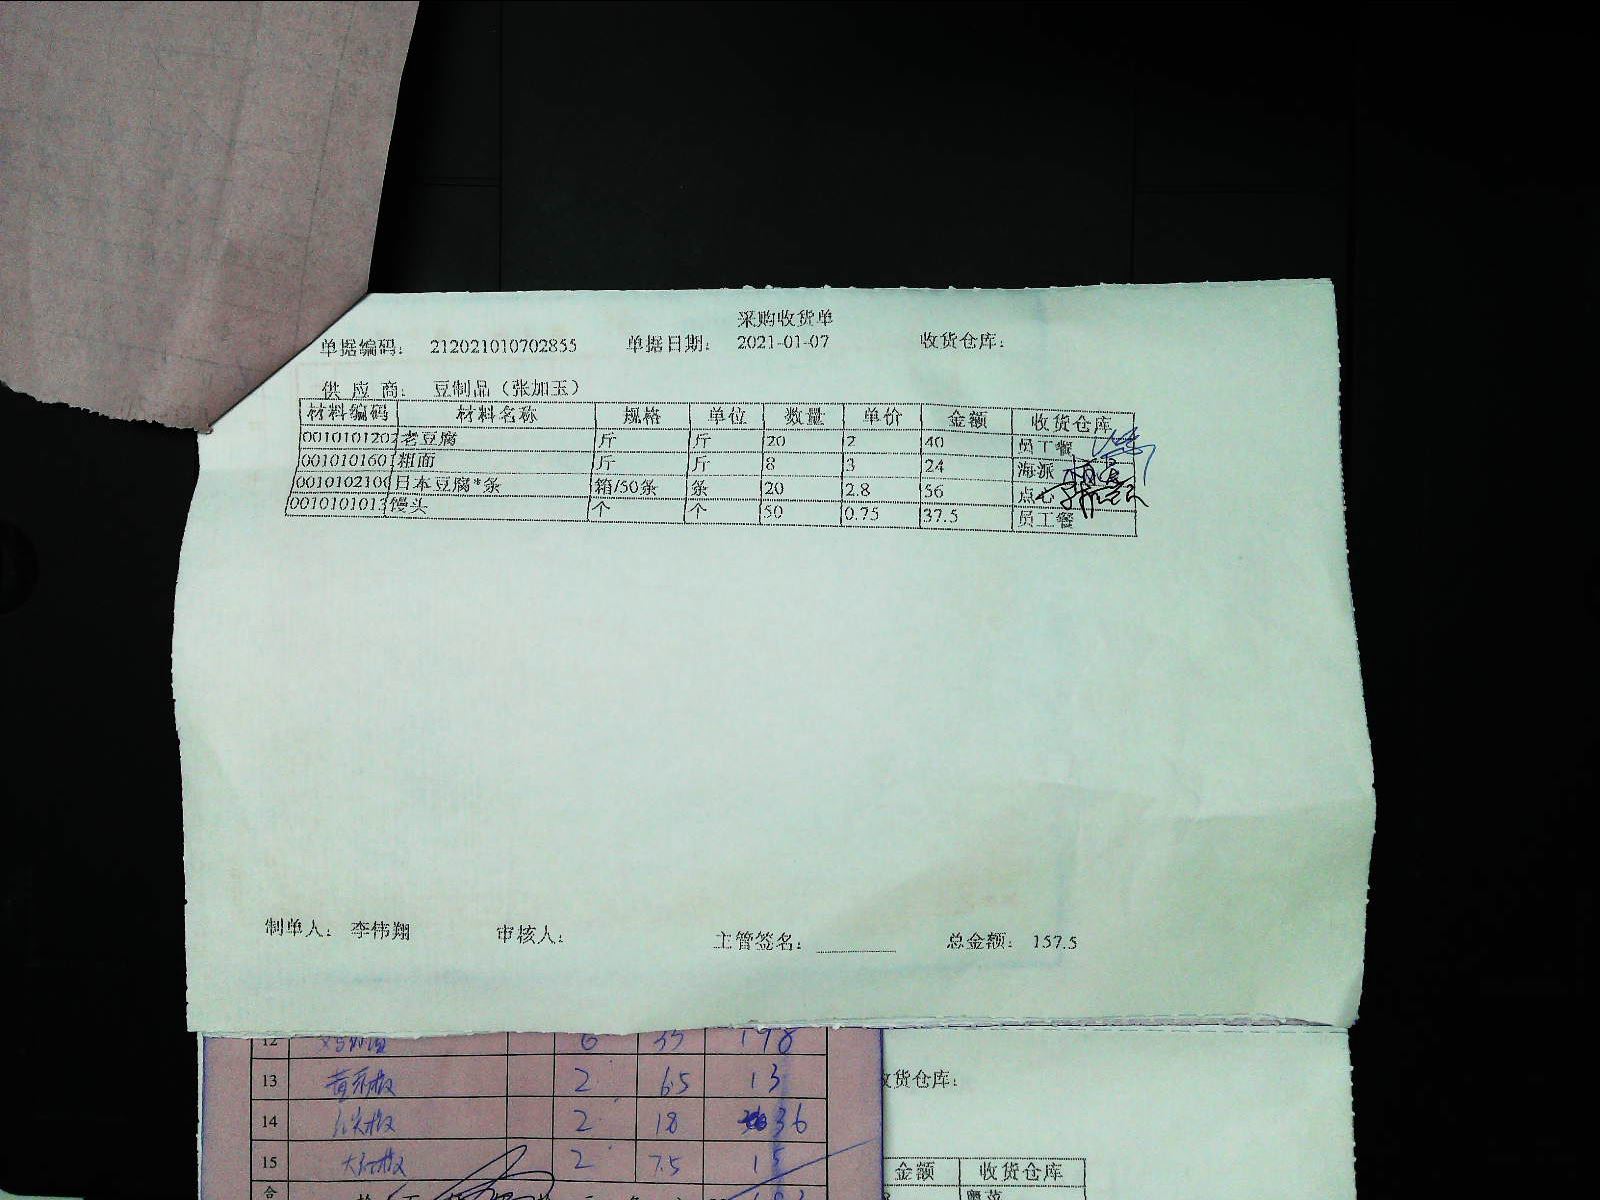 采购收货单
单据编码： 212021010702855 单据日期： 2021-01-07 收货仓库：
供 应 商： 豆制品（张加玉）
材料编码 材料名称 规格 单位 数量 单价 金额 收货仓库
0010101202 老豆腐 斤 斤 20 2 40 员工餐
0010101601 粗面 斤 斤 8 3 24 海派
0010102100 日本豆腐*条 箱/50条 条 20 2.8 56 点心
0010101013 馒头 个 个 50 0.75 37.5 员工餐
制单人： 李伟翔 审核人： 主管签名： 总金额： 157.5
12 6 198
13 2 6.5 13 收货仓库：
14 2 18 36
15 大红椒 2 7.5 15 金额 收货仓库
合